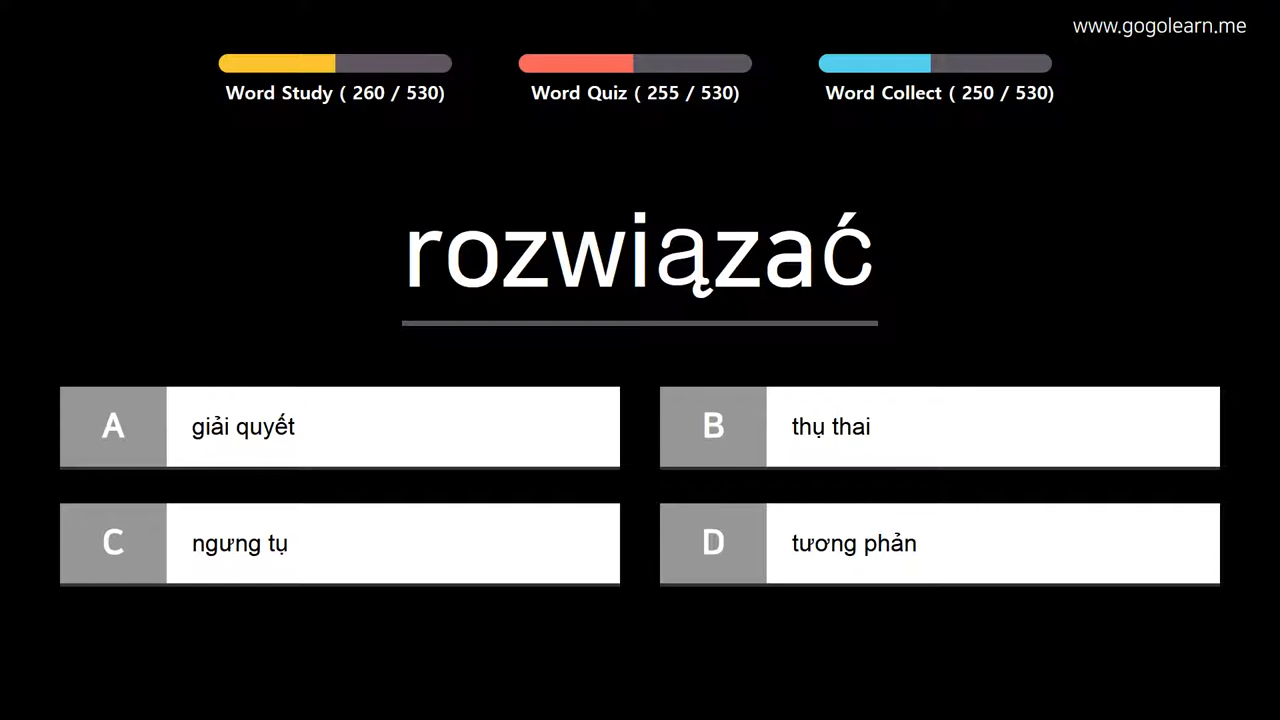 www.gogolearn.me
Word Study ( 260 / 530)
Word Quiz ( 255 / 530)
Word Collect ( 250 / 530)
rozwiązać
A giải quyết
B thụ thai
C ngưng tụ
D tương phản